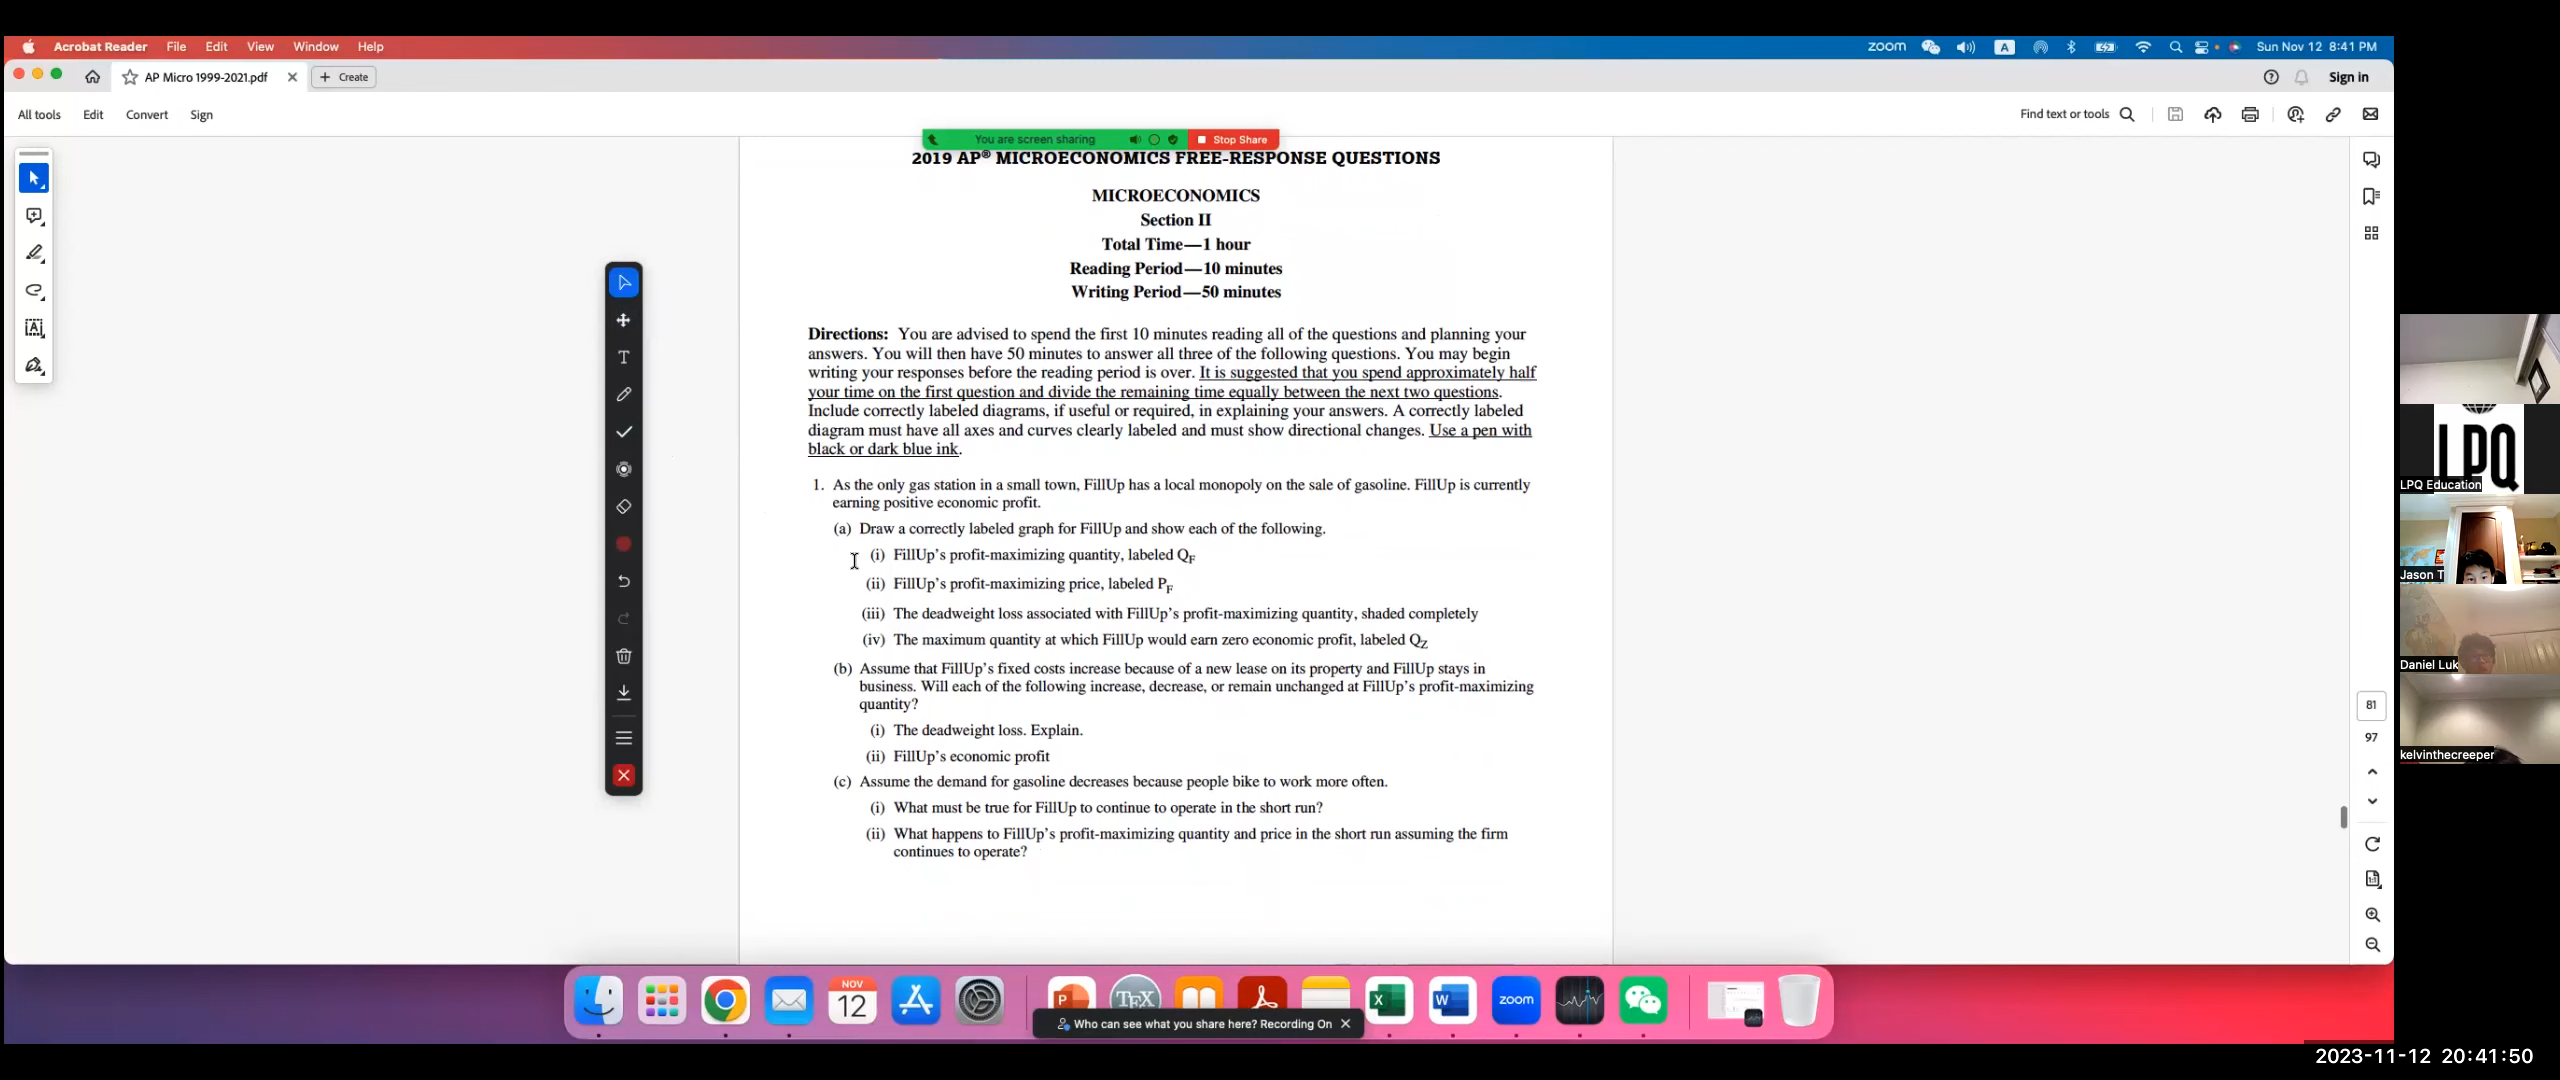 Acrobat Reader File Edit View Window Help
zoom A Sun Nov 12 8:41 PM
AP Micro 1999-2021.pdf + Create
Sign in
All tools Edit Convert Sign
Find text or tools
You are screen sharing Stop Share
2019 AP® MICROECONOMICS FREE-RESPONSE QUESTIONS
MICROECONOMICS
Section II
Total Time—1 hour
Reading Period—10 minutes
Writing Period—50 minutes
Directions: You are advised to spend the first 10 minutes reading all of the questions and planning your
answers. You will then have 50 minutes to answer all three of the following questions. You may begin
writing your responses before the reading period is over. It is suggested that you spend approximately half
your time on the first question and divide the remaining time equally between the next two questions.
Include correctly labeled diagrams, if useful or required, in explaining your answers. A correctly labeled
diagram must have all axes and curves clearly labeled and must show directional changes. Use a pen with
black or dark blue ink.
1. As the only gas station in a small town, FillUp has a local monopoly on the sale of gasoline. FillUp is currently
earning positive economic profit.
(a) Draw a correctly labeled graph for FillUp and show each of the following.
(i) FillUp's profit-maximizing quantity, labeled QF
(ii) FillUp's profit-maximizing price, labeled PF
(iii) The deadweight loss associated with FillUp's profit-maximizing quantity, shaded completely
(iv) The maximum quantity at which FillUp would earn zero economic profit, labeled QZ
(b) Assume that FillUp's fixed costs increase because of a new lease on its property and FillUp stays in
business. Will each of the following increase, decrease, or remain unchanged at FillUp's profit-maximizing
quantity?
(i) The deadweight loss. Explain.
(ii) FillUp's economic profit
(c) Assume the demand for gasoline decreases because people bike to work more often.
(i) What must be true for FillUp to continue to operate in the short run?
(ii) What happens to FillUp's profit-maximizing quantity and price in the short run assuming the firm
continues to operate?
81
97
LPQ
LPQ Education
Jason T
Daniel Luk
kelvinthecreeper
NOV
12
P TEX X W zoom
Who can see what you share here? Recording On
2023-11-12 20:41:50